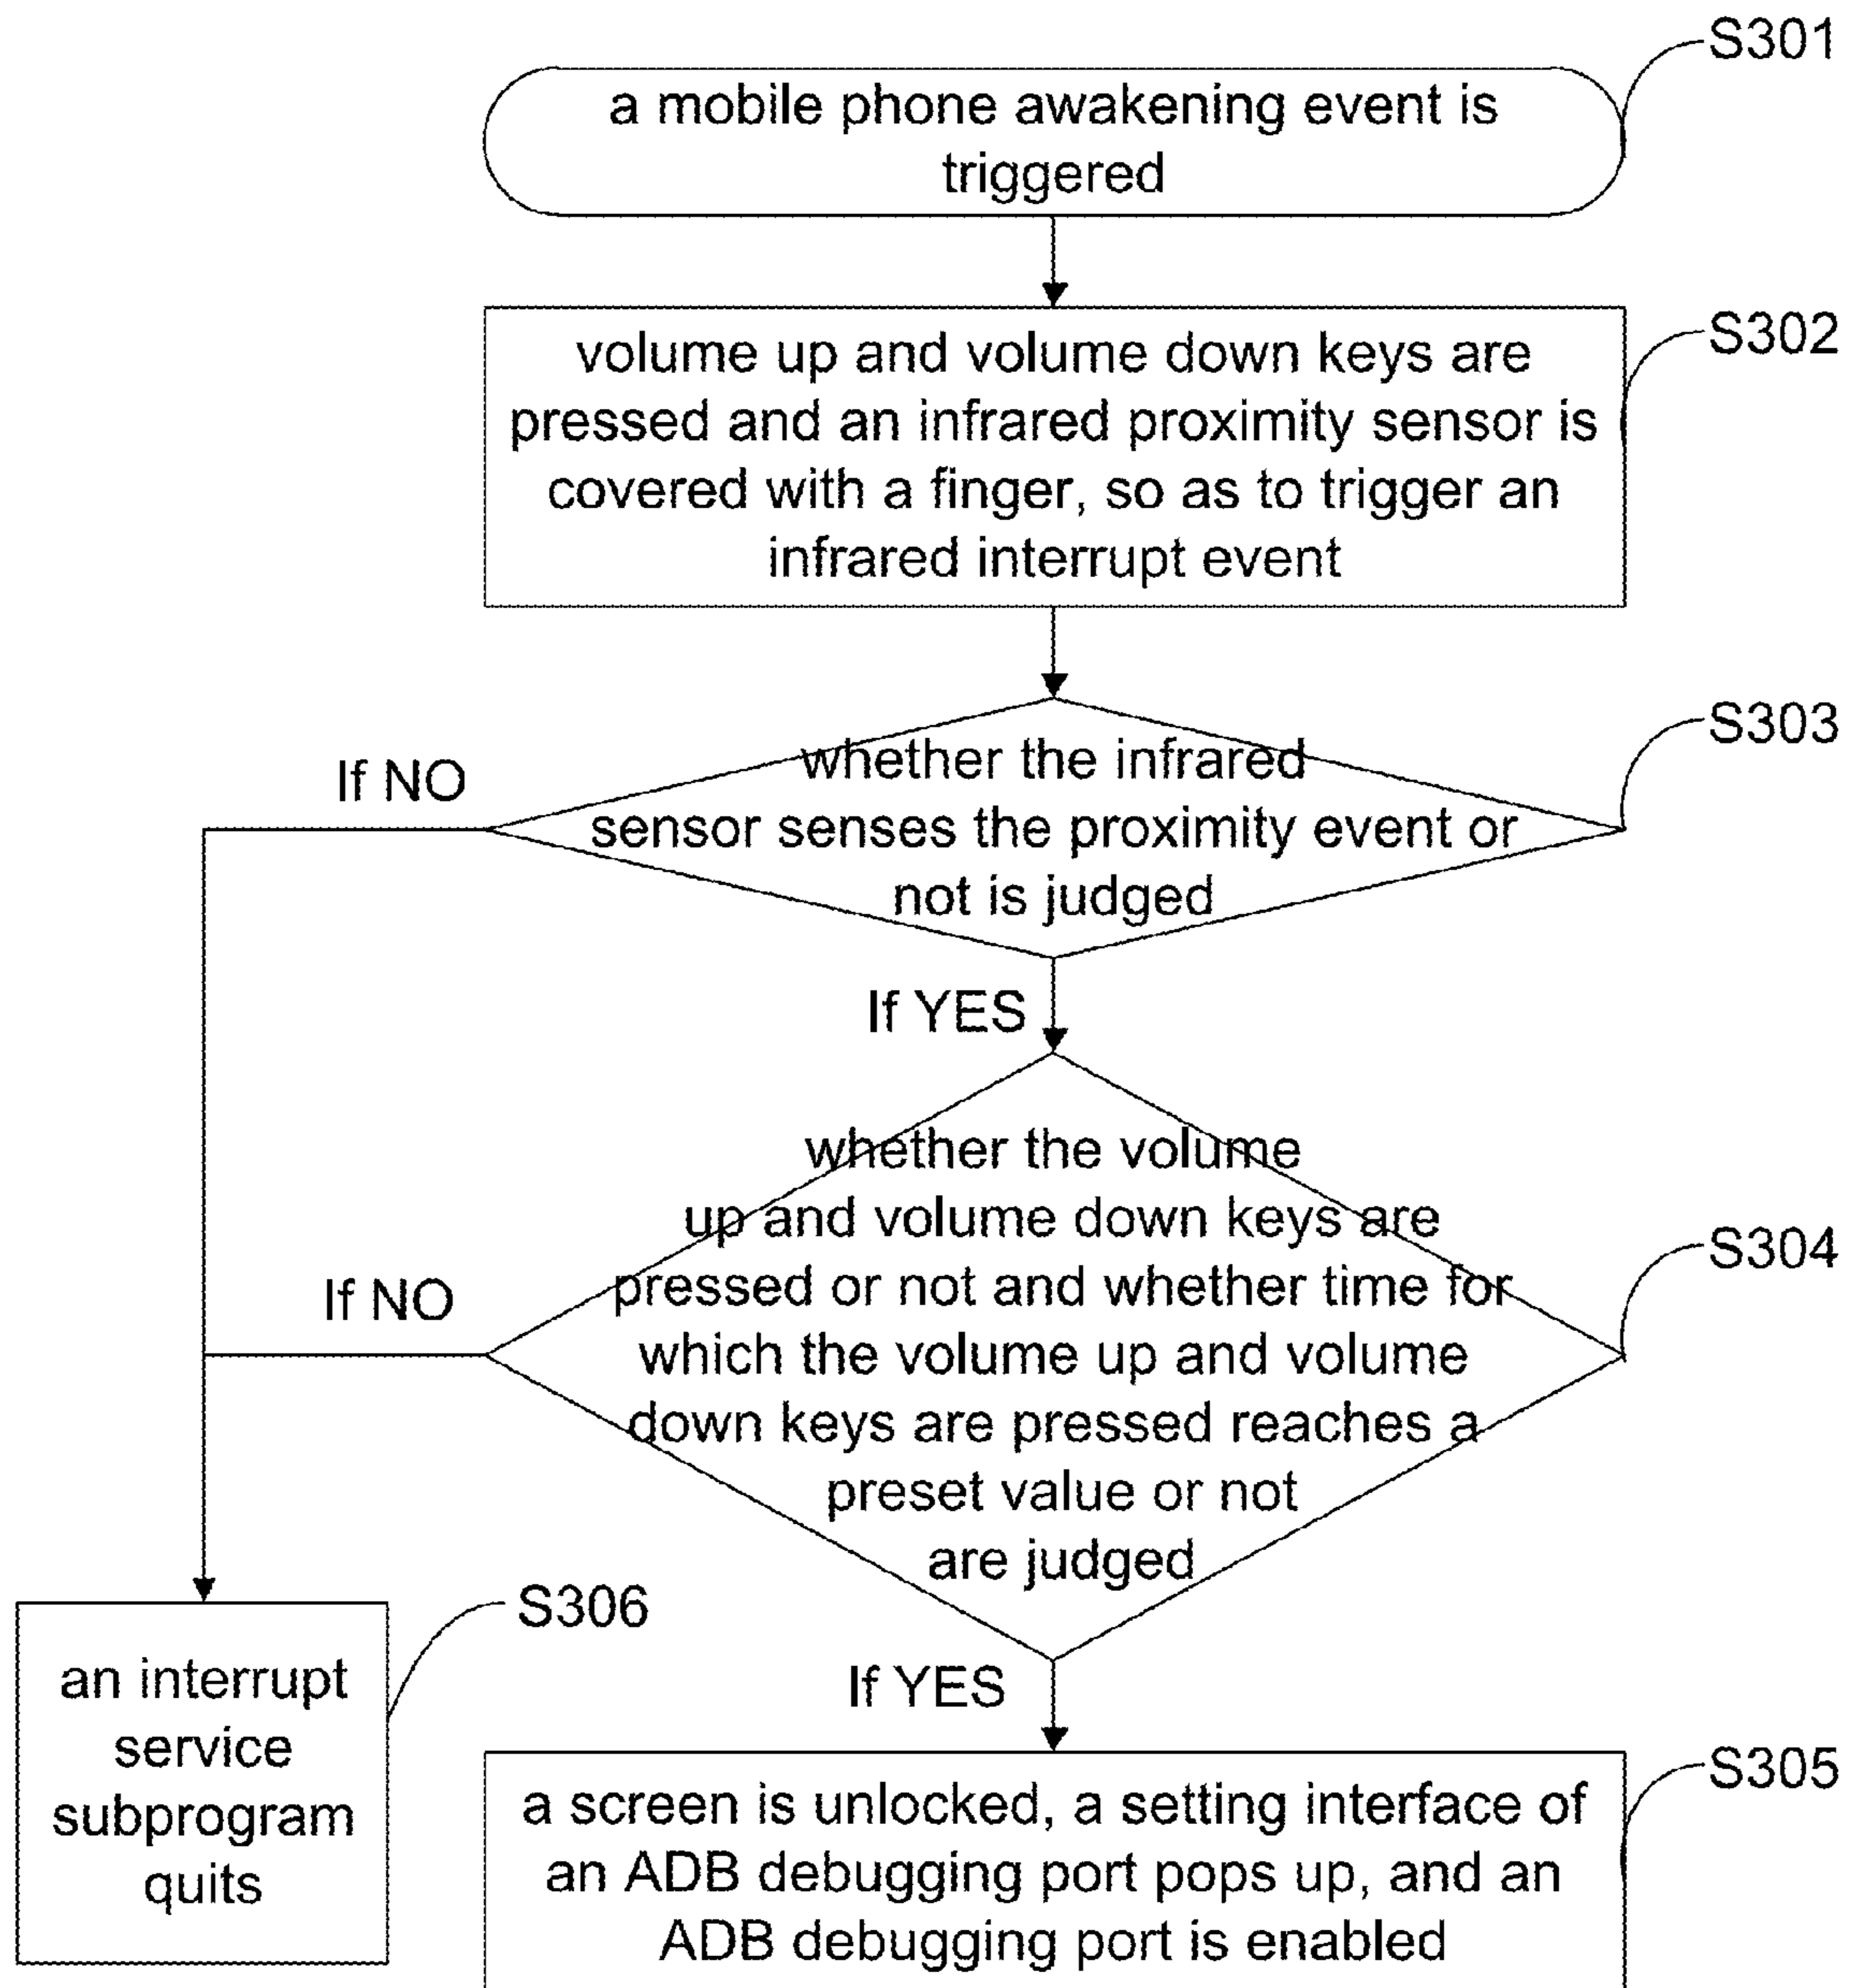 S301
a mobile phone awakening event is
triggered
S302
volume up and volume down keys are
pressed and an infrared proximity sensor is
covered with a finger, so as to trigger an
infrared interrupt event
S303
If NO
whether the infrared
sensor senses the proximity event or
not is judged
If YES
S304
If NO
whether the volume
up and volume down keys are
pressed or not and whether time for
which the volume up and volume
down keys are pressed reaches a
preset value or not
are judged
S306
an interrupt
service
subprogram
quits
If YES
S305
a screen is unlocked, a setting interface of
an ADB debugging port pops up, and an
ADB debugging port is enabled